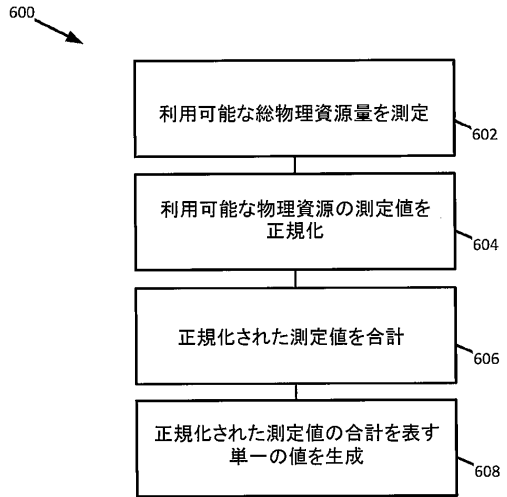 600
利用可能な総物理資源量を測定
602
利用可能な物理資源の測定値を
正規化
604
正規化された測定値を合計
606
正規化された測定値の合計を表す
単一の値を生成
608